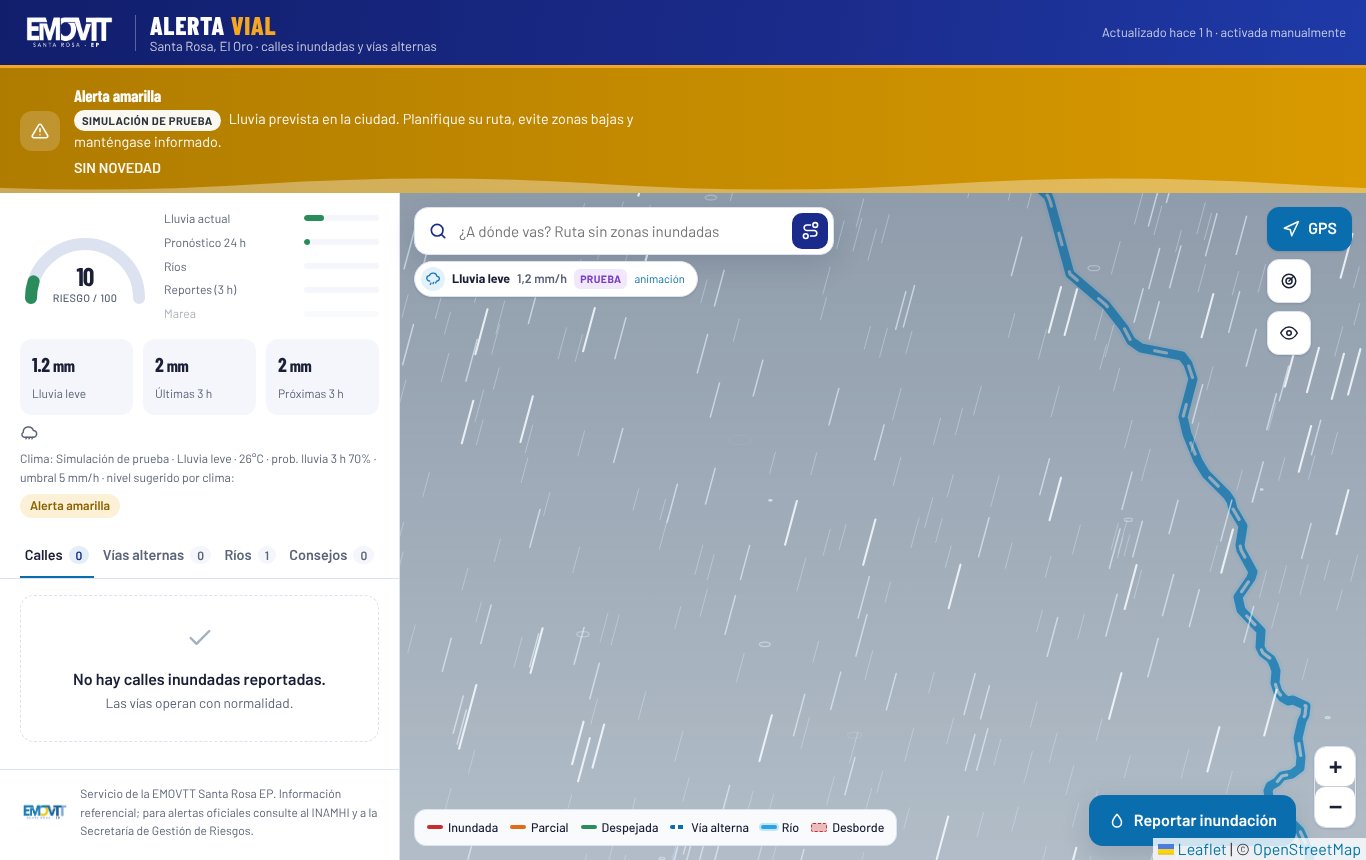 EMOVTT
SANTA ROSA - EP
ALERTA VIAL
Santa Rosa, El Oro · calles inundadas y vías alternas
Actualizado hace 1 h · activada manualmente
Alerta amarilla
SIMULACIÓN DE PRUEBA Lluvia prevista en la ciudad. Planifique su ruta, evite zonas bajas y
manténgase informado.
SIN NOVEDAD
10
RIESGO / 100
Lluvia actual
Pronóstico 24 h
Ríos
Reportes (3 h)
Marea
1.2 mm
Lluvia leve
2 mm
Últimas 3 h
2 mm
Próximas 3 h
Clima: Simulación de prueba · Lluvia leve · 26°C · prob. lluvia 3 h 70% ·
umbral 5 mm/h · nivel sugerido por clima:
Alerta amarilla
Calles 0
Vías alternas 0
Ríos 1
Consejos 0
No hay calles inundadas reportadas.
Las vías operan con normalidad.
EMOVTT
Servicio de la EMOVTT Santa Rosa EP. Información
referencial; para alertas oficiales consulte al INAMHI y a la
Secretaría de Gestión de Riesgos.
¿A dónde vas? Ruta sin zonas inundadas
Lluvia leve 1,2 mm/h PRUEBA animación
GPS
+
−
Inundada
Parcial
Despejada
Vía alterna
Río
Desborde
Reportar inundación
Leaflet | © OpenStreetMap